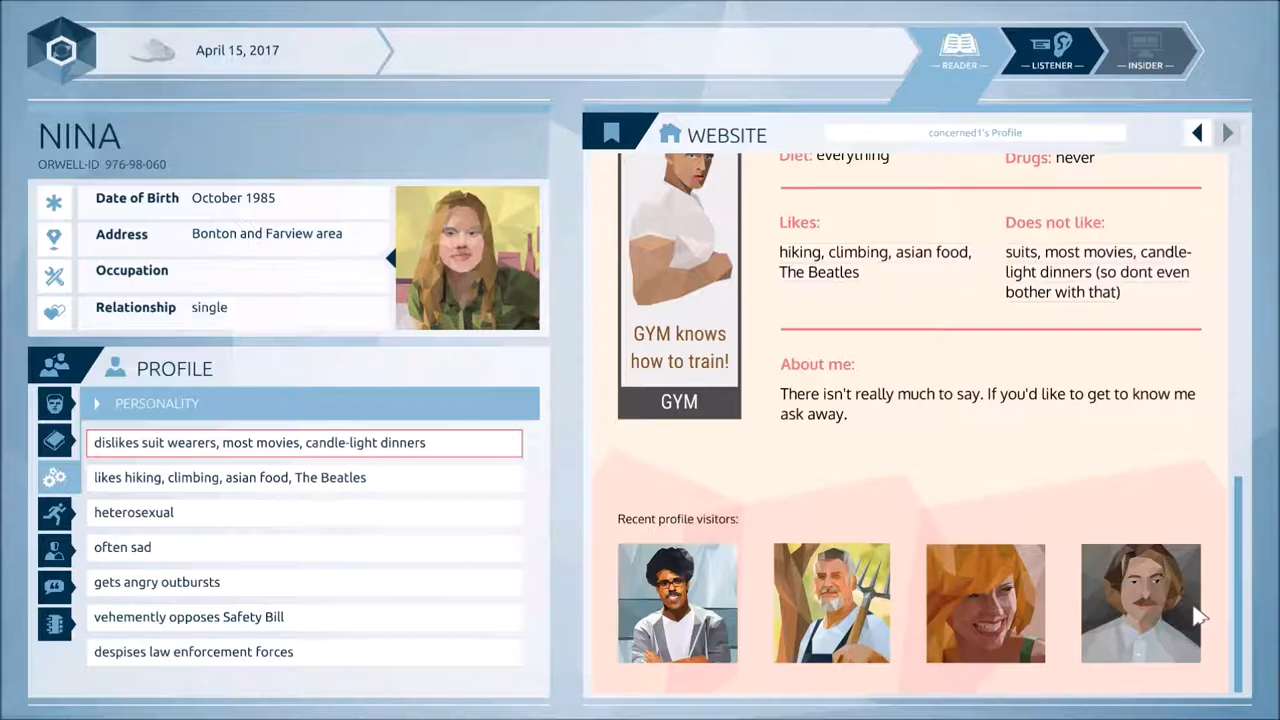 April 15, 2017
— READER —
— LISTENER —
— INSIDER —
NINA
ORWELL-ID 976-98-060
Date of Birth October 1985
Address Bonton and Farview area
Occupation
Relationship single
PROFILE
PERSONALITY
dislikes suit wearers, most movies, candle-light dinners
likes hiking, climbing, asian food, The Beatles
heterosexual
often sad
gets angry outbursts
vehemently opposes Safety Bill
despises law enforcement forces
WEBSITE
concerned1's Profile
Diet: everything
Drugs: never
Likes:
hiking, climbing, asian food,
The Beatles
Does not like:
suits, most movies, candle-
light dinners (so dont even
bother with that)
GYM knows
how to train!
GYM
About me:
There isn't really much to say. If you'd like to get to know me
ask away.
Recent profile visitors: